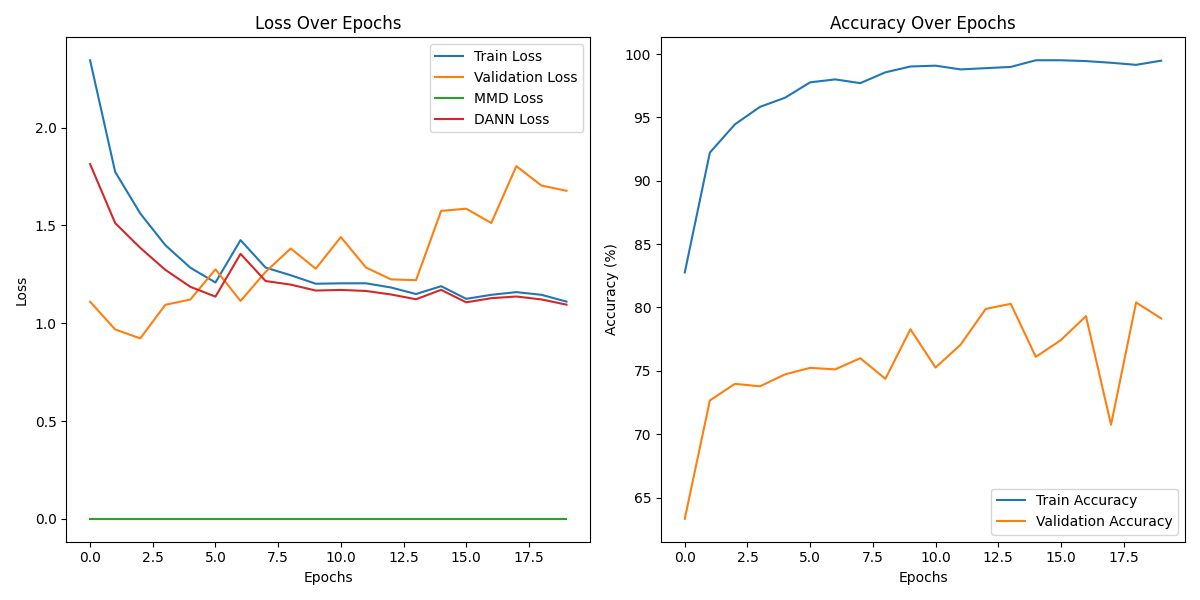 Loss Over Epochs
Train Loss
Validation Loss
MMD Loss
DANN Loss
2.0
1.5
1.0
0.5
0.0
Loss
0.0 2.5 5.0 7.5 10.0 12.5 15.0 17.5
Epochs
Accuracy Over Epochs
100
95
90
85
80
75
70
65
Accuracy (%)
Train Accuracy
Validation Accuracy
0.0 2.5 5.0 7.5 10.0 12.5 15.0 17.5
Epochs